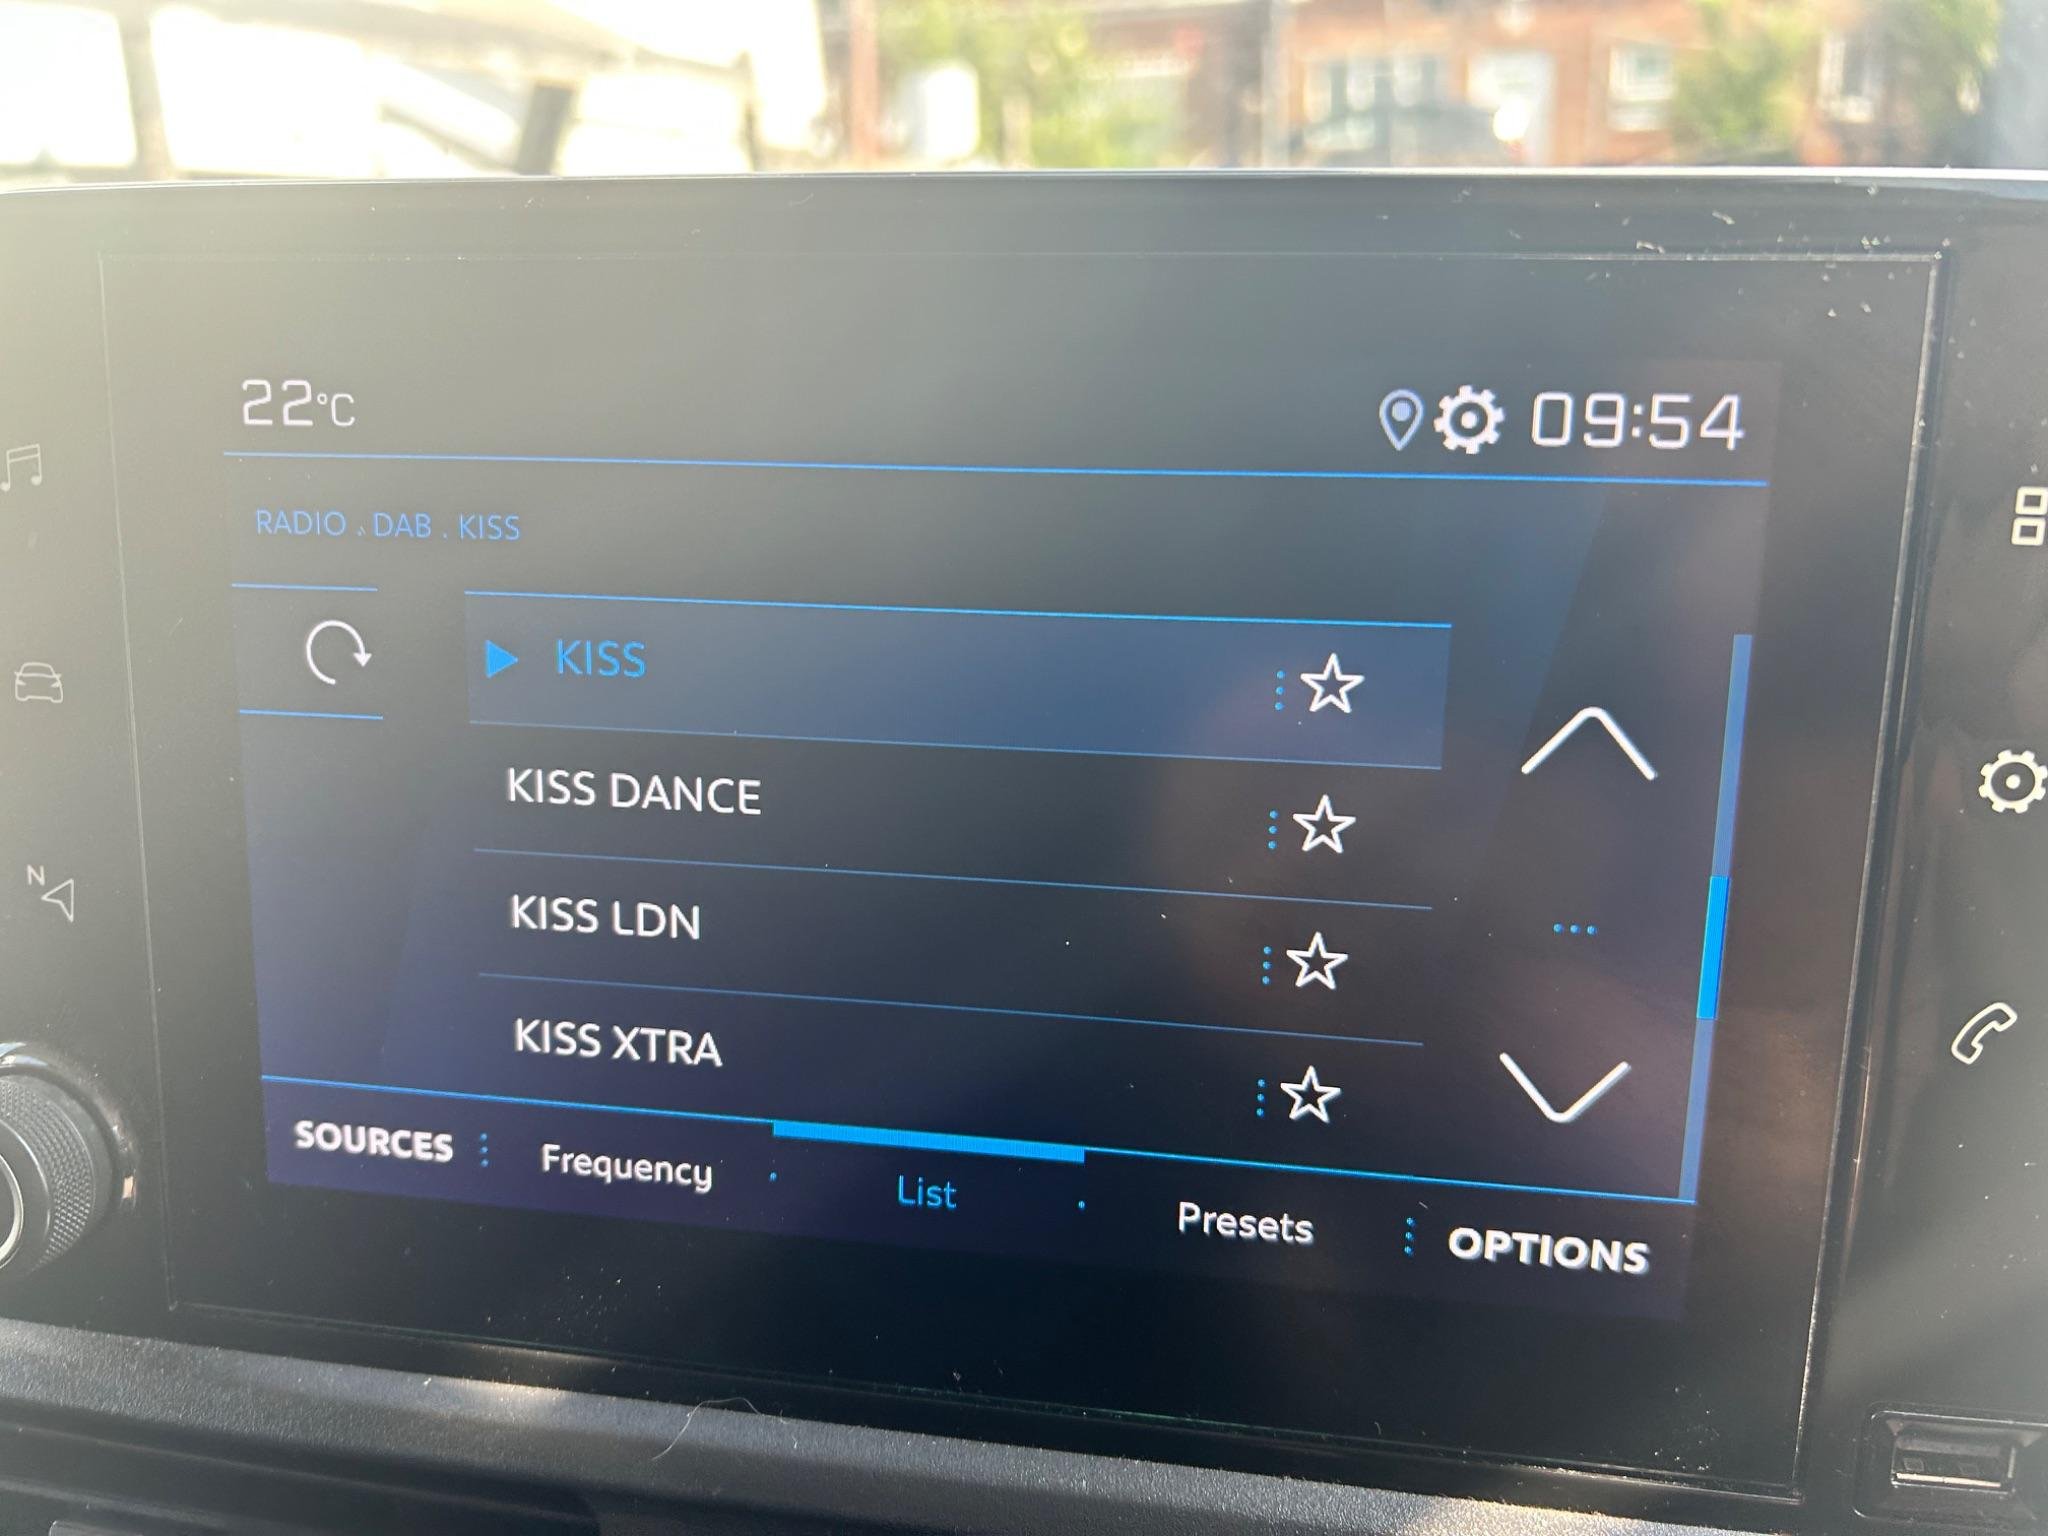 22°C
09:54
RADIO . DAB . KISS
KISS
KISS DANCE
KISS LDN
KISS XTRA
SOURCES Frequency List Presets OPTIONS
N